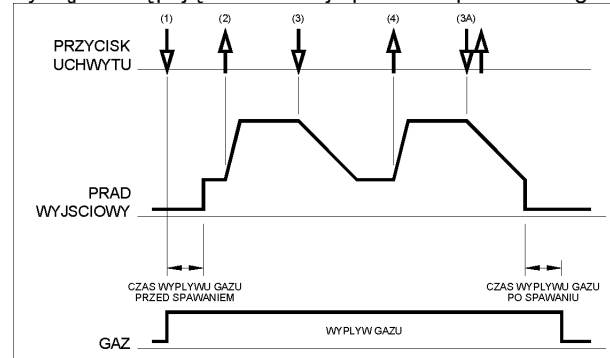 (1) (2) (3) (4) (3A)
PRZYCISK
UCHWYTU
PRAD
WYJSCIOWY
CZAS WYPLYWU GAZU
PRZED SPAWANIEM
CZAS WYPLYWU GAZU
PO SPAWANIU
WYPLYW GAZU
GAZ